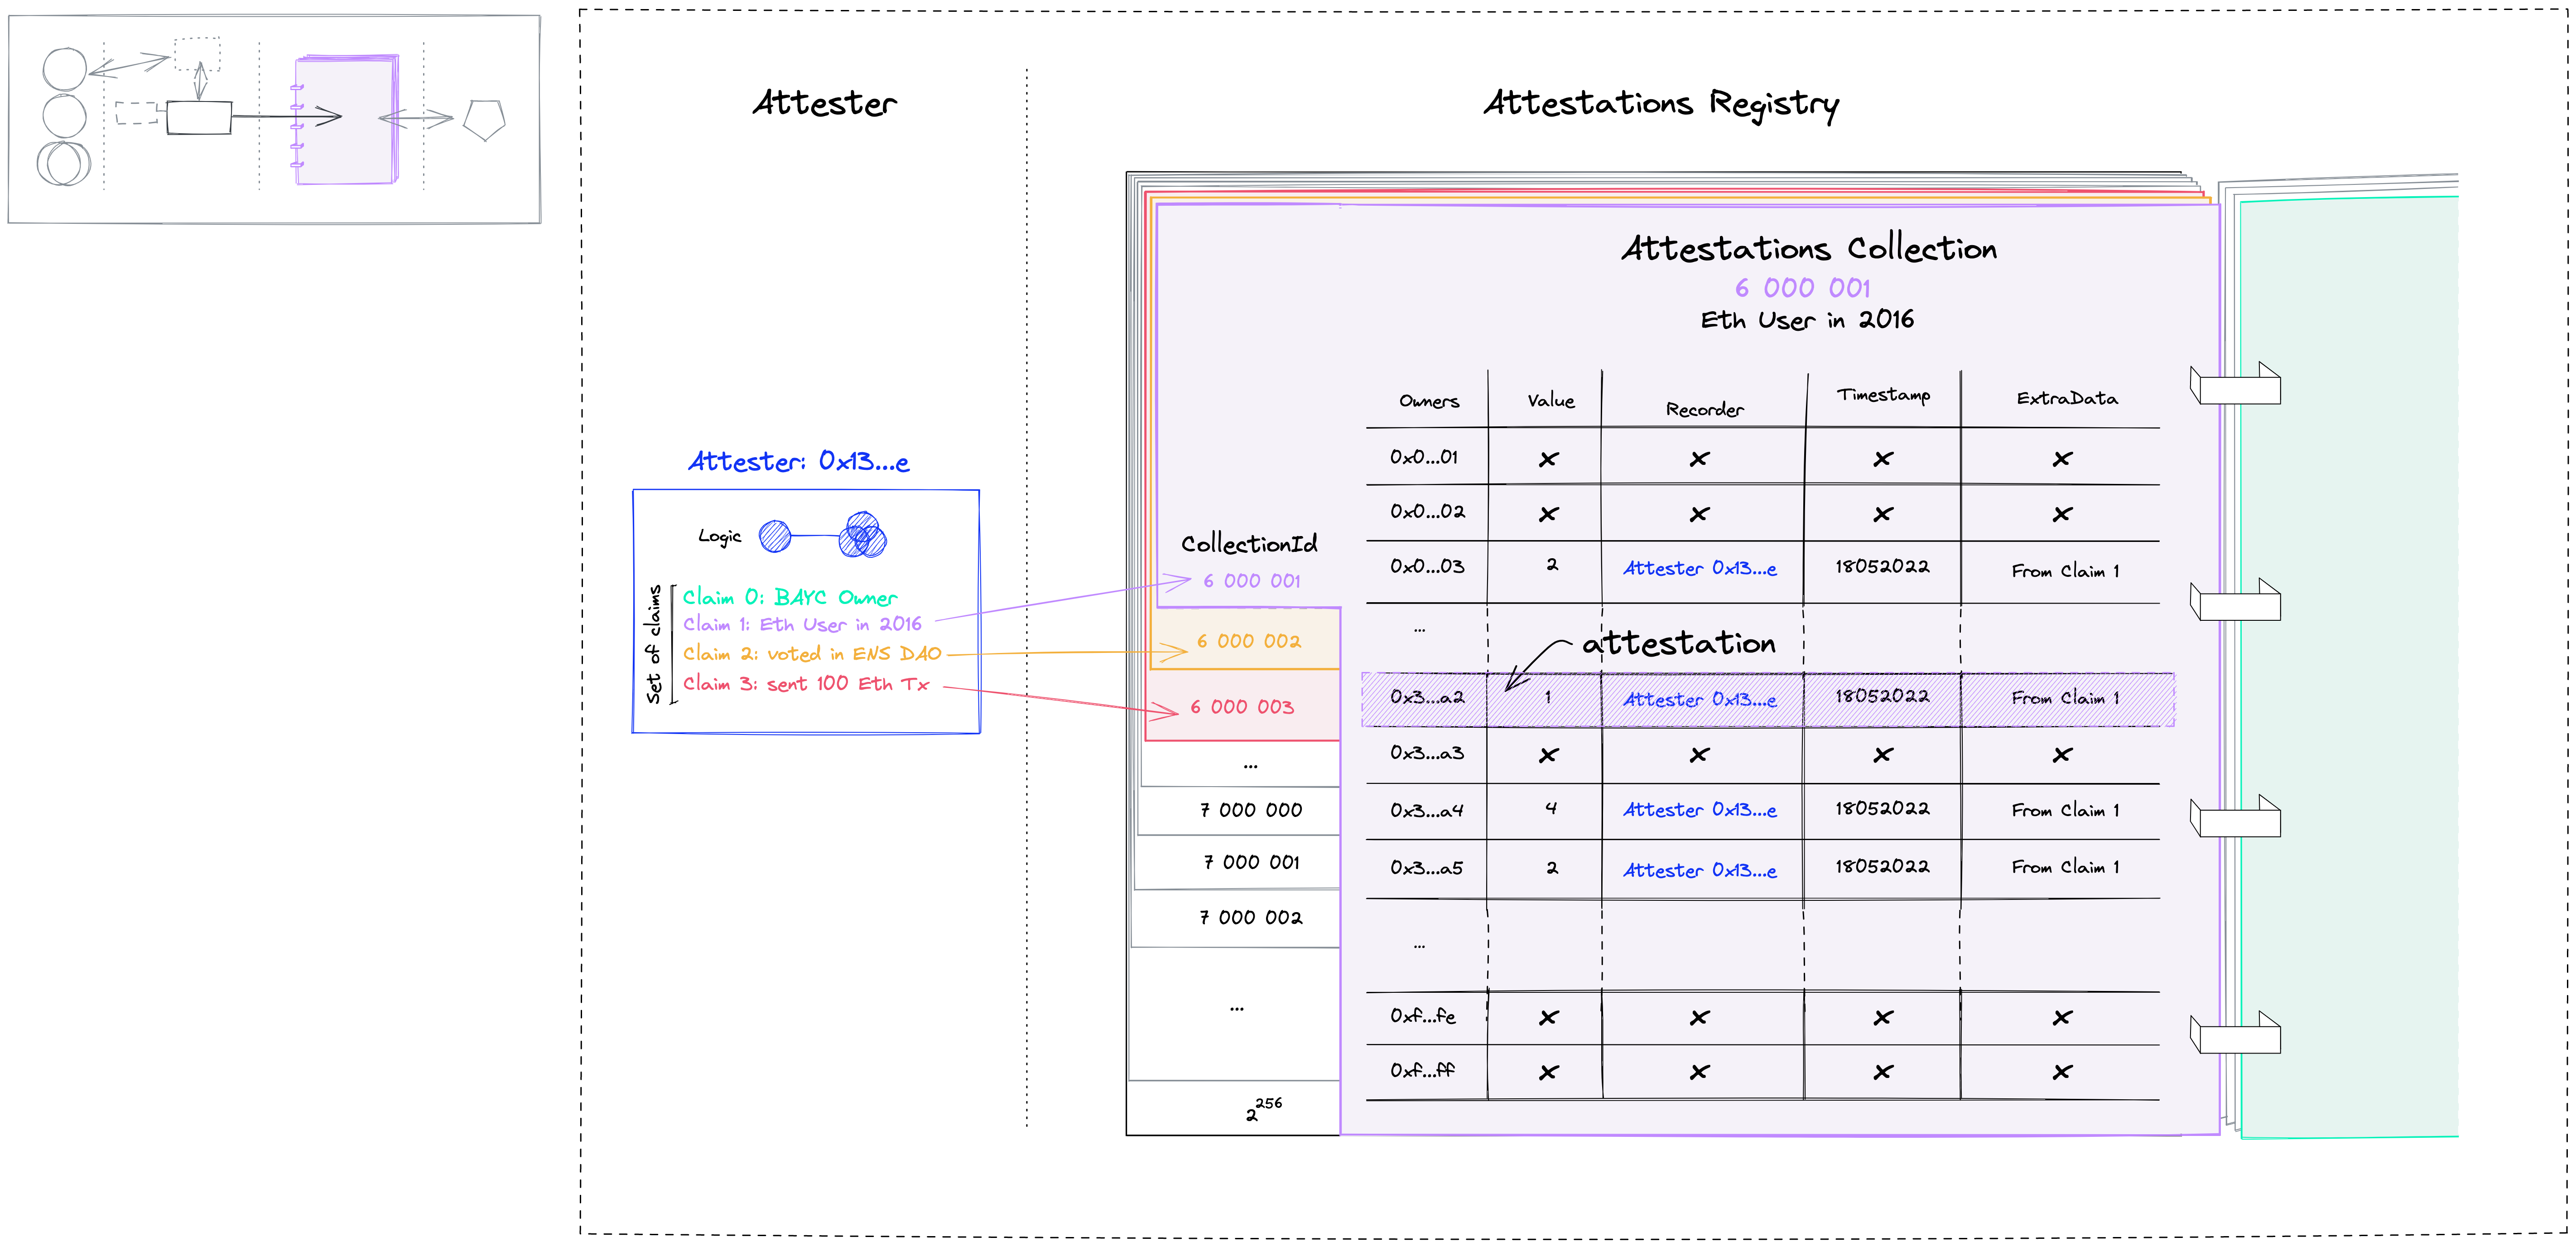 Attester
Attestations Registry
Attester: 0x13...e
Logic
Set of claims
Claim 0: BAYC Owner
Claim 1: Eth User in 2016
Claim 2: voted in ENS DAO
Claim 3: sent 100 Eth Tx
CollectionId
6 000 001
6 000 002
6 000 003
...
7 000 000
7 000 001
7 000 002
...
2^256
Attestations Collection
6 000 001
Eth User in 2016
Owners Value Recorder Timestamp ExtraData
0x0...01 × × × ×
0x0...02 × × × ×
0x0...03 2 Attester 0x13...e 18052022 From Claim 1
...
attestation
0x3...a2 1 Attester 0x13...e 18052022 From Claim 1
0x3...a3 × × × ×
0x3...a4 4 Attester 0x13...e 18052022 From Claim 1
0x3...a5 2 Attester 0x13...e 18052022 From Claim 1
...
0xf...fe × × × ×
0xf...ff × × × ×